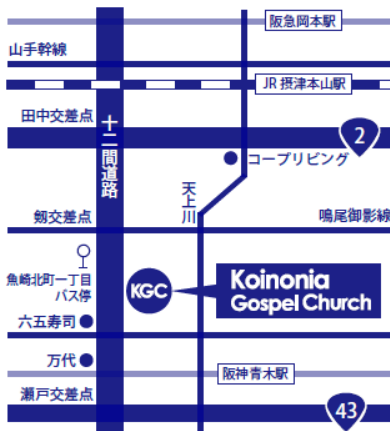 阪急岡本駅
山手幹線
JR 摂津本山駅
田中交差点
2
十二間道路
コープリビング
天上川
剱交差点
鳴尾御影線
魚崎北町一丁目
バス停
KGC
Koinonia
Gospel Church
六五寿司
万代
阪神青木駅
瀬戸交差点
43